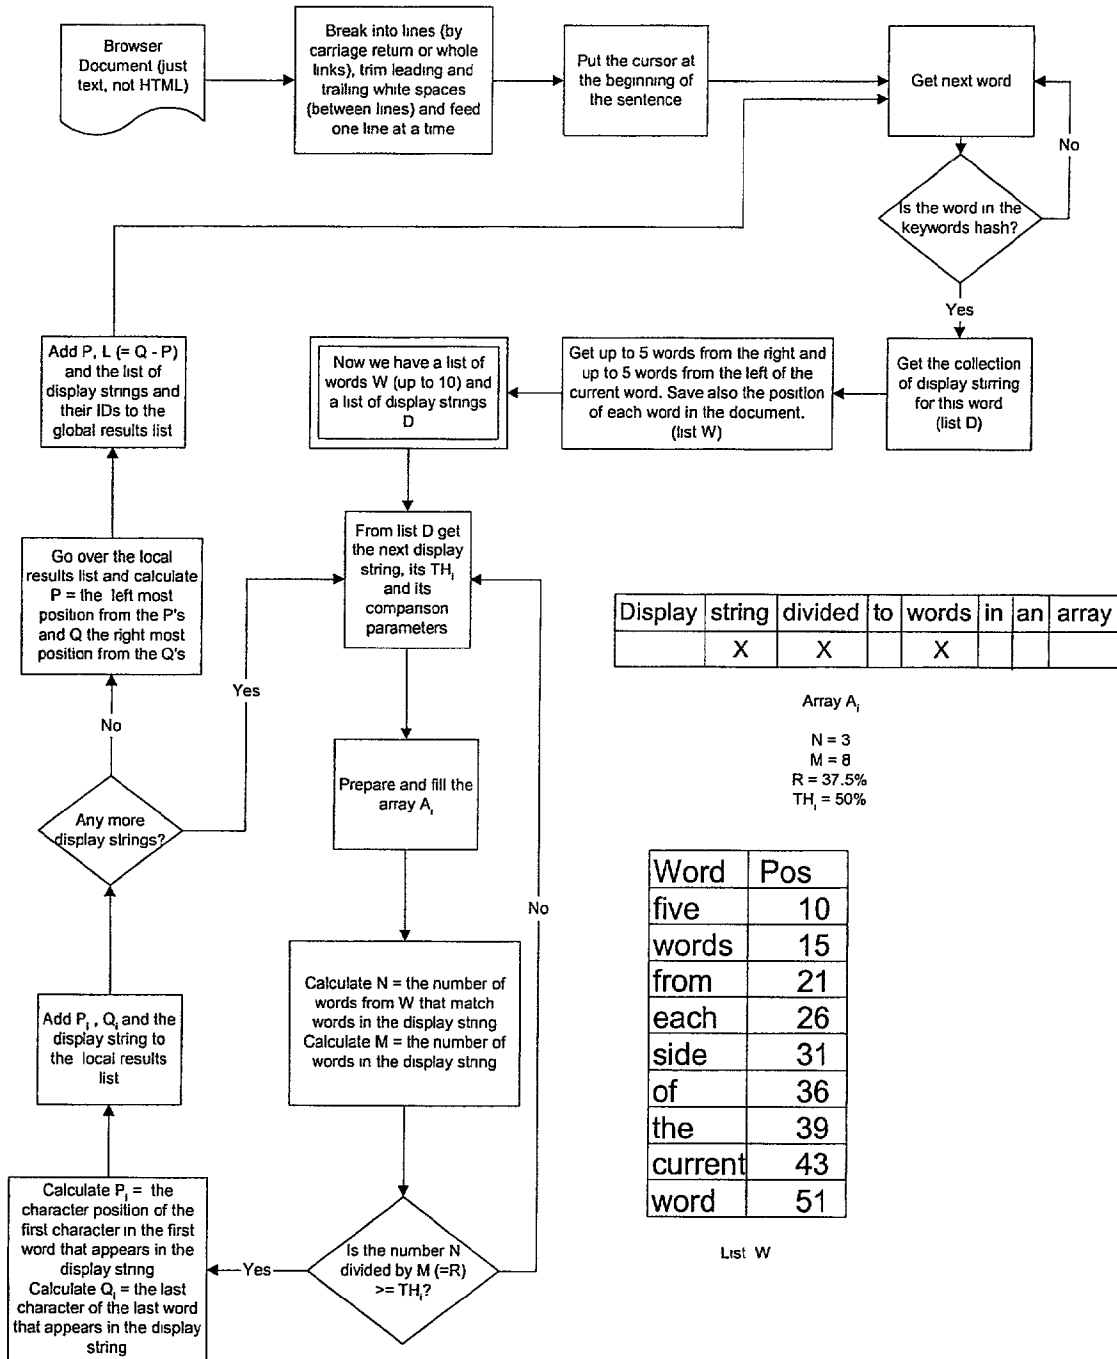 Browser
Document (just
text, not HTML)
Break into lines (by
carriage return or whole
links), trim leading and
trailing white spaces
(between lines) and feed
one line at a time
Put the cursor at
the beginning of
the sentence
Get next word
No
Is the word in the
keywords hash?
Yes
Get the collection
of display stirring
for this word
(list D)
Get up to 5 words from the right and
up to 5 words from the left of the
current word. Save also the position
of each word in the document.
(list W)
Now we have a list of
words W (up to 10) and
a list of display strings
D
Add P, L (= Q - P)
and the list of
display strings and
their IDs to the
global results list
From list D get
the next display
string, its THi
and its
comparison
parameters
Go over the local
results list and calculate
P = the left most
position from the P's
and Q the right most
position from the Q's
Yes
No
Any more
display strings?
Prepare and fill the
array Ai
No
Calculate N = the number of
words from W that match
words in the display string
Calculate M = the number of
words in the display string
Add Pi , Qi and the
display string to
the local results
list
Calculate Pi = the
character position of the
first character in the first
word that appears in the
display string
Calculate Qi = the last
character of the last word
that appears in the display
string
Yes
Is the number N
divided by M (=R)
>= THi?
Display string divided to words in an array
X X X
Array Ai
N = 3
M = 8
R = 37.5%
THi = 50%
Word Pos
five 10
words 15
from 21
each 26
side 31
of 36
the 39
current 43
word 51
List W